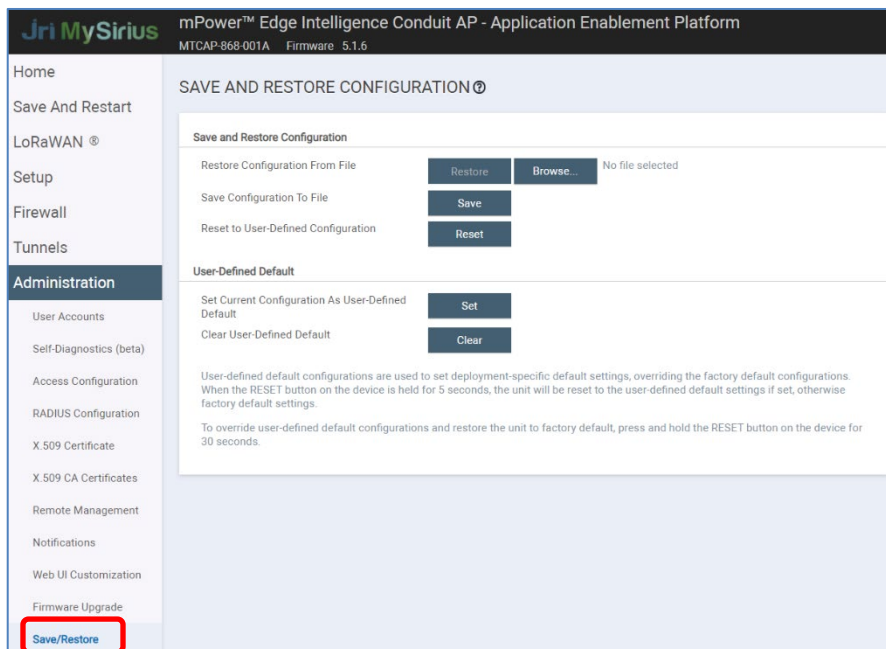 Jri MySirius
mPower™ Edge Intelligence Conduit AP - Application Enablement Platform
MTCAP-868-001A Firmware 5.1.6
Home
Save And Restart
LoRaWAN ®
Setup
Firewall
Tunnels
Administration
User Accounts
Self-Diagnostics (beta)
Access Configuration
RADIUS Configuration
X.509 Certificate
X.509 CA Certificates
Remote Management
Notifications
Web UI Customization
Firmware Upgrade
Save/Restore
SAVE AND RESTORE CONFIGURATION ?
Save and Restore Configuration
Restore Configuration From File Restore Browse... No file selected
Save Configuration To File Save
Reset to User-Defined Configuration Reset
User-Defined Default
Set Current Configuration As User-Defined
Default Set
Clear User-Defined Default Clear
User-defined default configurations are used to set deployment-specific default settings, overriding the factory default configurations.
When the RESET button on the device is held for 5 seconds, the unit will be reset to the user-defined default settings if set, otherwise
factory default settings.
To override user-defined default configurations and restore the unit to factory default, press and hold the RESET button on the device for
30 seconds.